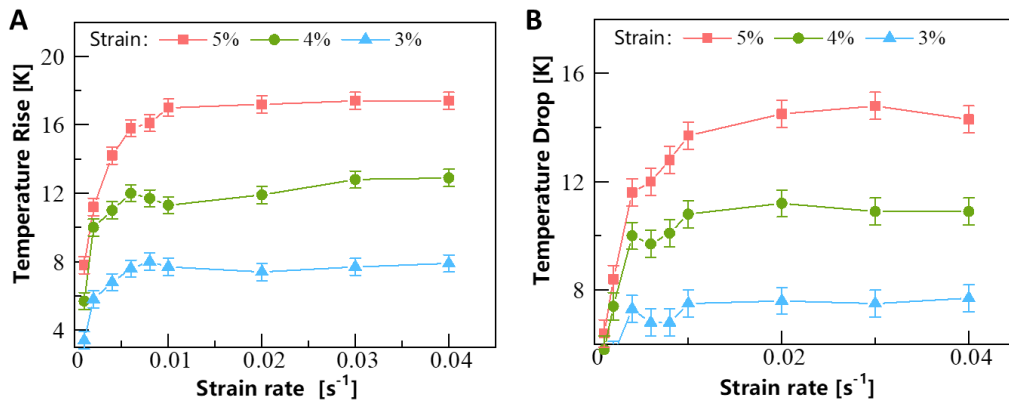 A
Strain: 5% 4% 3%
Temperature Rise [K]
20
16
12
8
4
0 0.01 0.02 0.03 0.04
Strain rate [s⁻¹]
B
Strain: 5% 4% 3%
Temperature Drop [K]
16
12
8
0 0.02 0.04
Strain rate [s⁻¹]